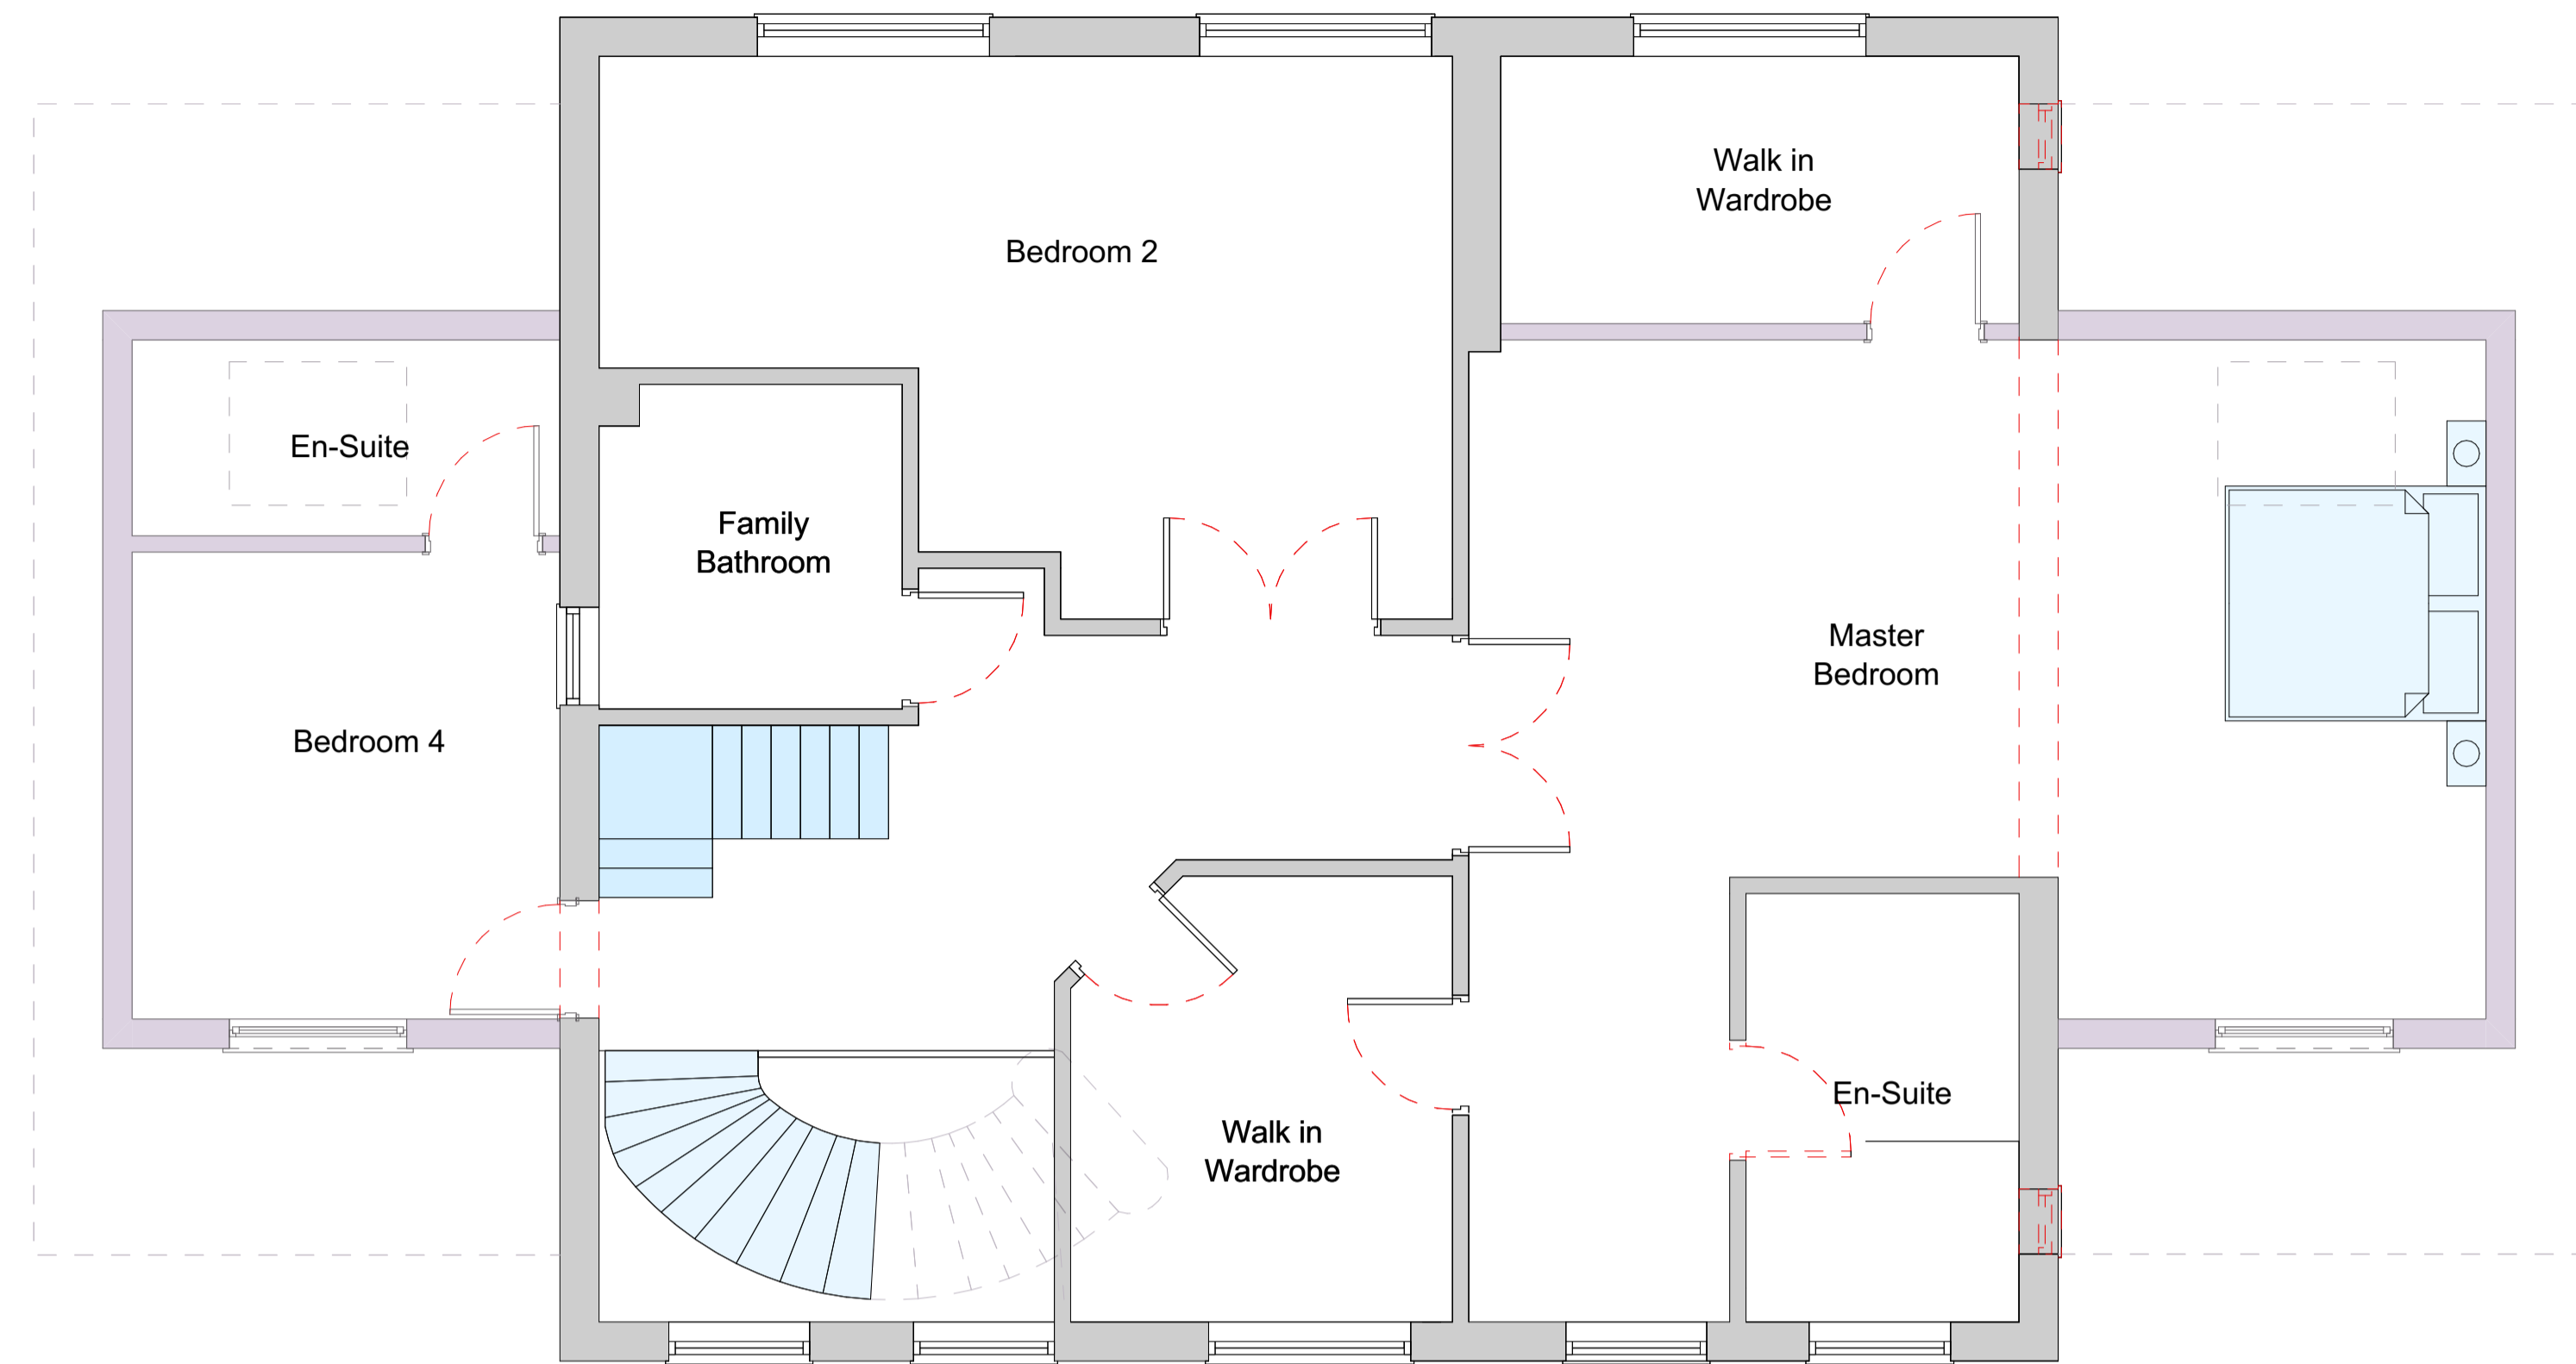 Walk in
Wardrobe
Bedroom 2
En-Suite
Family
Bathroom
Master
Bedroom
Bedroom 4
En-Suite
Walk in
Wardrobe